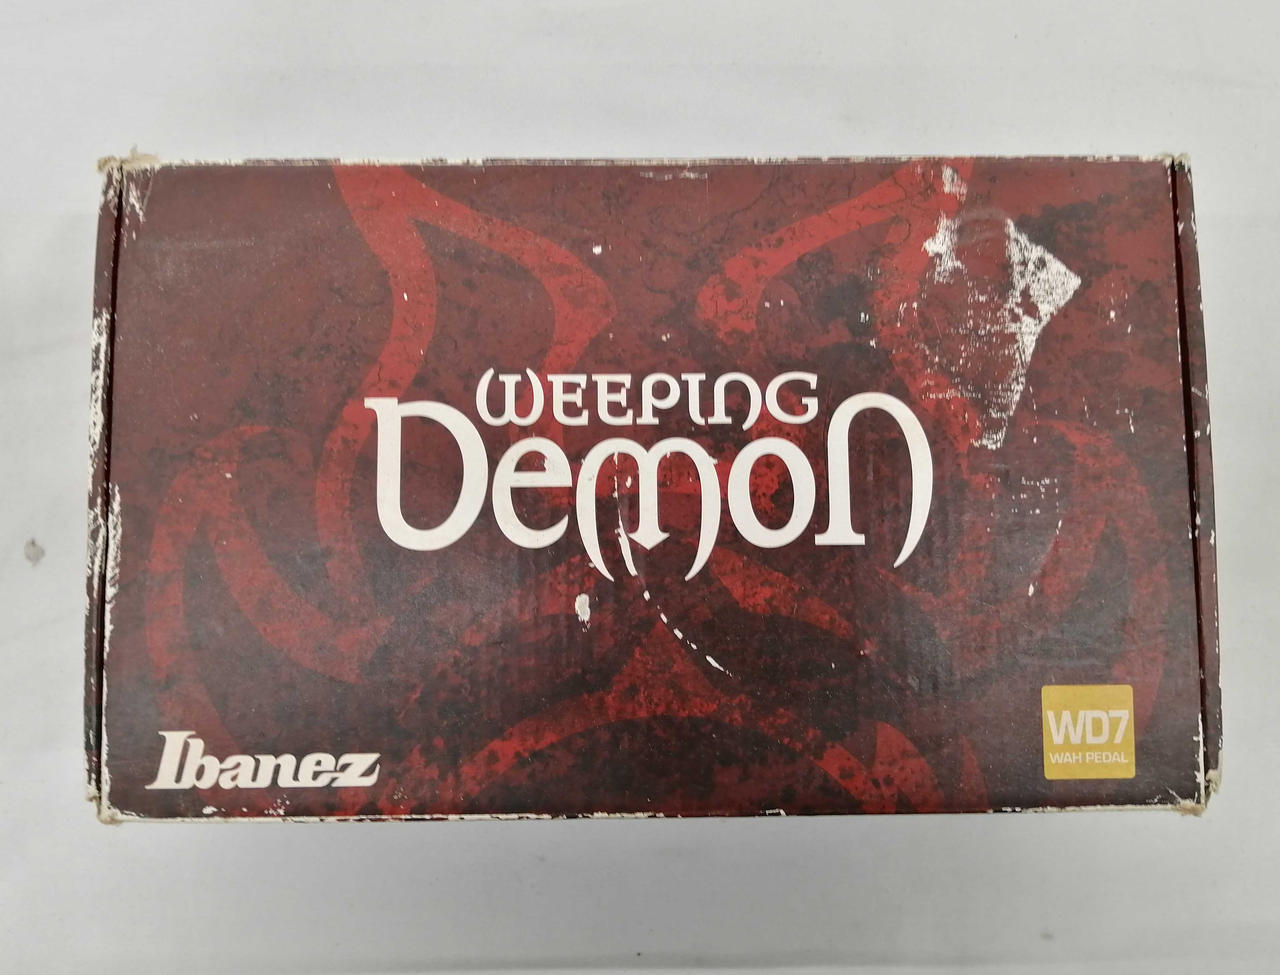 WEEPING
DEMON
Ibanez
WD7
WAH PEDAL